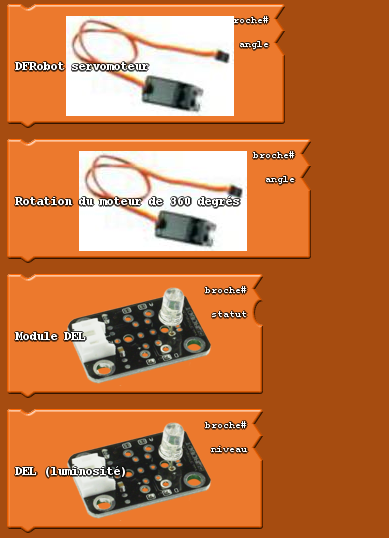 broche#
angle
DFRobot servomoteur
broche#
angle
Rotation du moteur de 360 degrés
broche#
statut
Module DEL
broche#
niveau
DEL (luminosité)